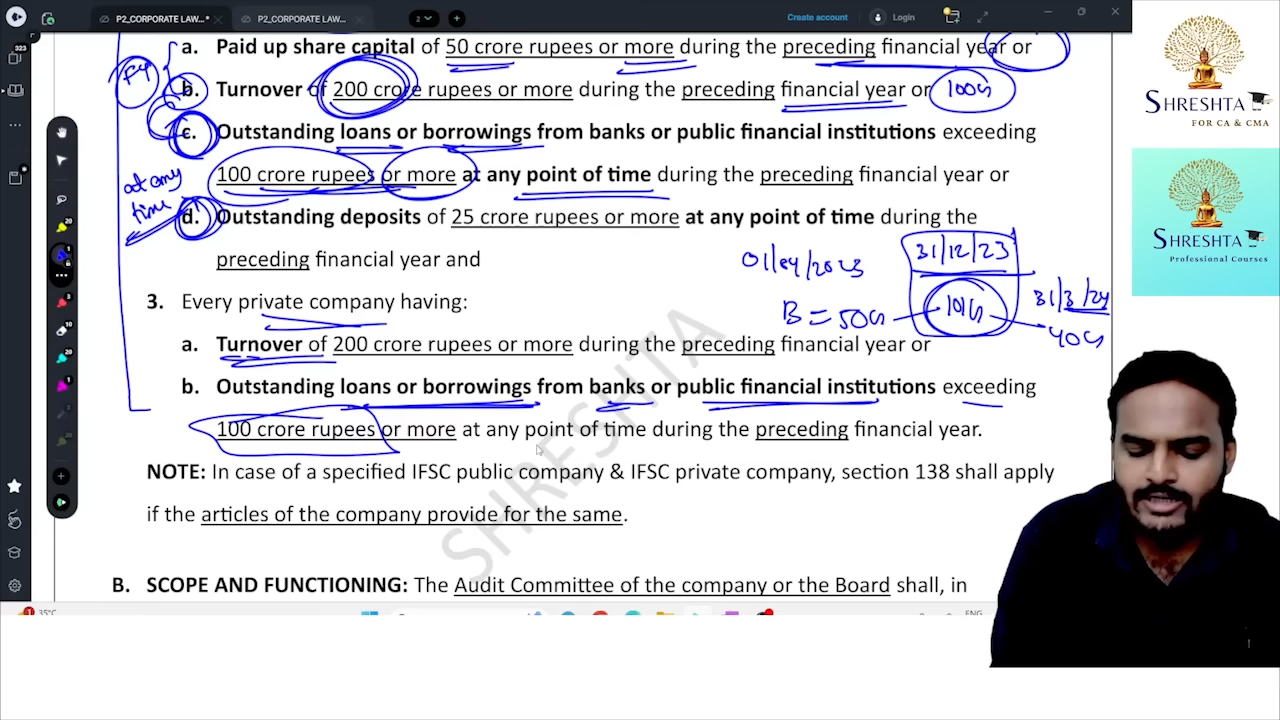 P2_CORPORATE LAW...*
P2_CORPORATE LAW...
2
Create account
Login
323
a. Paid up share capital of 50 crore rupees or more during the preceding financial year or
b. Turnover of 200 crore rupees or more during the preceding financial year or
100Cr
c. Outstanding loans or borrowings from banks or public financial institutions exceeding
100 crore rupees or more at any point of time during the preceding financial year or
at any
time
d. Outstanding deposits of 25 crore rupees or more at any point of time during the
preceding financial year and
01/04/2023
31/12/23
31/3/24
B = 50Cr
101Cr
40Cr
3. Every private company having:
a. Turnover of 200 crore rupees or more during the preceding financial year or
b. Outstanding loans or borrowings from banks or public financial institutions exceeding
100 crore rupees or more at any point of time during the preceding financial year.
NOTE: In case of a specified IFSC public company & IFSC private company, section 138 shall apply
if the articles of the company provide for the same.
B. SCOPE AND FUNCTIONING: The Audit Committee of the company or the Board shall, in
SHRESHTA
35°C
ENG
SHRESHTA
FOR CA & CMA
SHRESHTA
Professional Courses